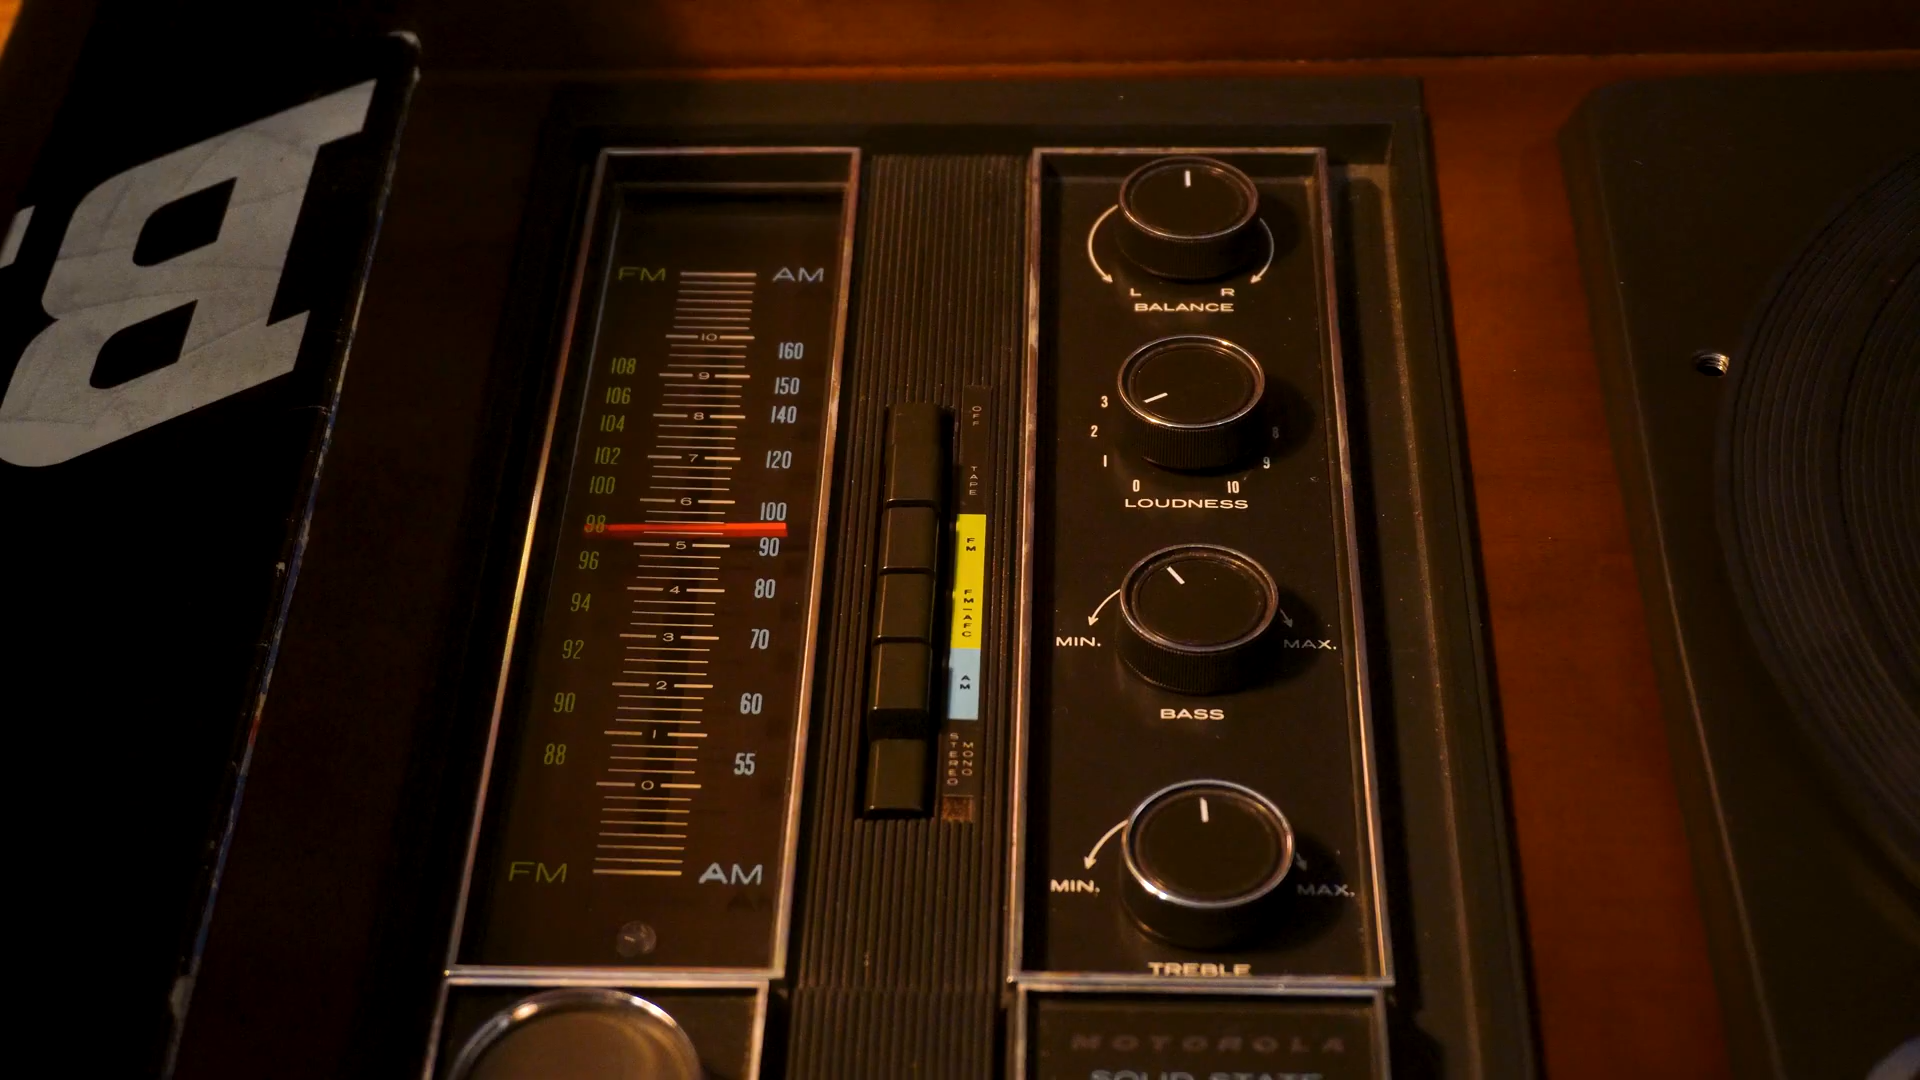 B
FM AM
10
108 9 160
106 8 150
104 140
102 7 120
100 6 100
98
96 5 90
94 4 80
92 3 70
90 2 60
88 1 55
0
FM AM
OFF
TAPE
FM
FM/AFC
AM
STEREO MONO
L R
BALANCE
3
2 8
1 9
0 10
LOUDNESS
MIN. MAX.
BASS
MIN. MAX.
TREBLE
MOTOROLA
SOLID STATE